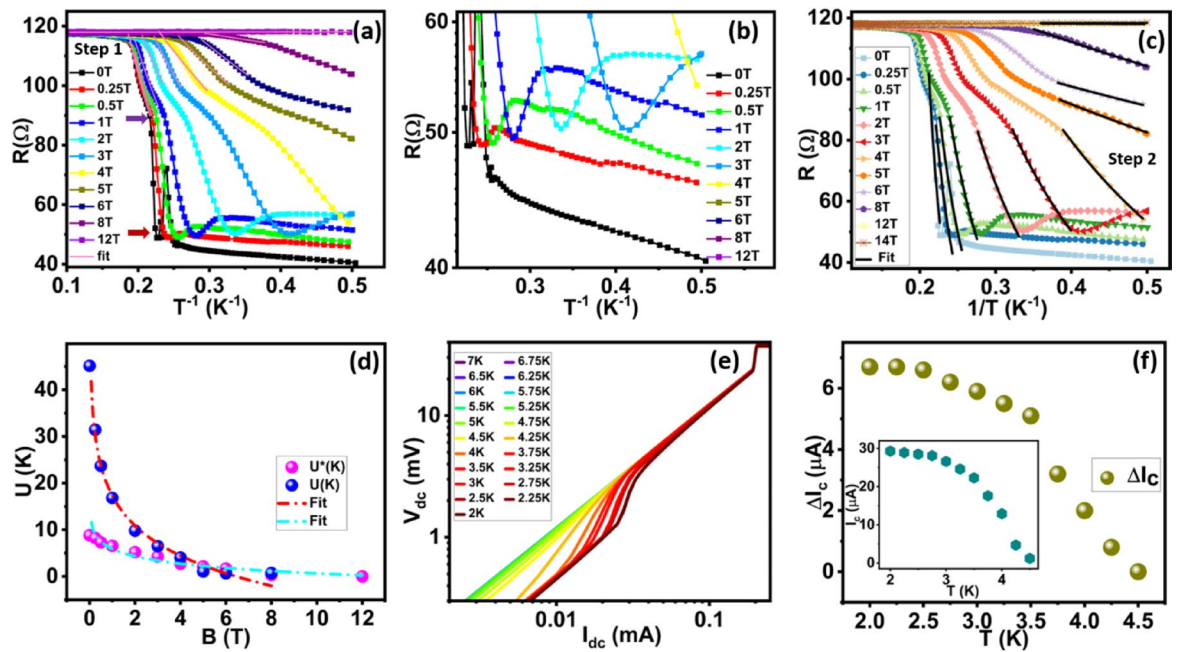 (a)
Step 1
0T
0.25T
0.5T
1T
2T
3T
4T
5T
6T
8T
12T
fit
R(Ω)
120
100
80
60
40
0.1 0.2 0.3 0.4 0.5
T⁻¹ (K⁻¹)
(b)
0T
0.25T
0.5T
1T
2T
3T
4T
5T
6T
8T
12T
R(Ω)
60
50
40
0.3 0.4 0.5
T⁻¹ (K⁻¹)
(c)
0T
0.25T
0.5T
1T
2T
3T
4T
5T
6T
8T
12T
14T
Fit
Step 2
R (Ω)
120
100
80
60
40
0.1 0.2 0.3 0.4 0.5
1/T (K⁻¹)
(d)
U*(K)
U(K)
Fit
Fit
U (K)
50
40
30
20
10
0
0 2 4 6 8 10 12
B (T)
(e)
7K 6.75K
6.5K 6.25K
6K 5.75K
5.5K 5.25K
5K 4.75K
4.5K 4.25K
4K 3.75K
3.5K 3.25K
3K 2.75K
2.5K 2.25K
2K
V_dc (mV)
10
1
0.01 0.1
I_dc (mA)
(f)
ΔI_c
ΔI_c (μA)
6
4
2
0
I_c (μA)
30
20
10
0
2 3 4
T (K)
2.0 2.5 3.0 3.5 4.0 4.5
T (K)